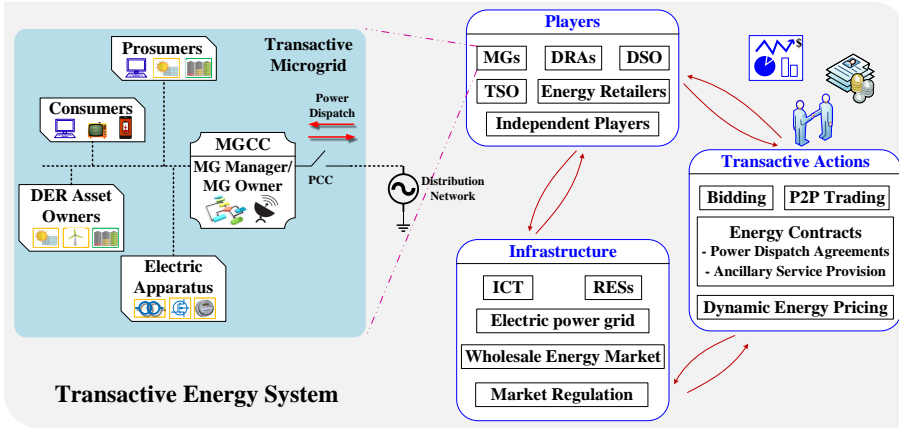 Prosumers
Transactive
Microgrid
Consumers
Power
Dispatch
MGCC
MG Manager/
MG Owner
PCC
Distribution
Network
DER Asset
Owners
Electric
Apparatus
Transactive Energy System
Players
MGs
DRAs
DSO
TSO
Energy Retailers
Independent Players
Infrastructure
ICT
RESs
Electric power grid
Wholesale Energy Market
Market Regulation
$
Transactive Actions
Bidding
P2P Trading
Energy Contracts
- Power Dispatch Agreements
- Ancillary Service Provision
Dynamic Energy Pricing